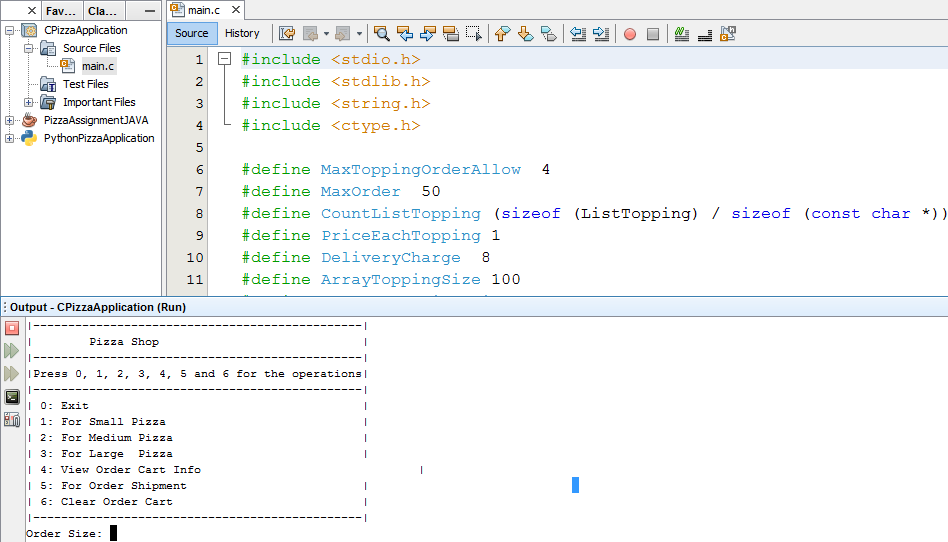 Fav... Cla...
CPizzaApplication
Source Files
main.c
Test Files
Important Files
PizzaAssignmentJAVA
PythonPizzaApplication
main.c
Source History
1 #include <stdio.h>
2 #include <stdlib.h>
3 #include <string.h>
4 #include <ctype.h>
5
6 #define MaxToppingOrderAllow  4
7 #define MaxOrder  50
8 #define CountListTopping (sizeof (ListTopping) / sizeof (const char *))
9 #define PriceEachTopping 1
10 #define DeliveryCharge  8
11 #define ArrayToppingSize 100
Output - CPizzaApplication (Run)
|-----------------------------------------------|
|        Pizza Shop                             |
|-----------------------------------------------|
|Press 0, 1, 2, 3, 4, 5 and 6 for the operations|
|-----------------------------------------------|
| 0: Exit                                       |
| 1: For Small Pizza                            |
| 2: For Medium Pizza                           |
| 3: For Large  Pizza                           |
| 4: View Order Cart Info                               |
| 5: For Order Shipment                         |
| 6: Clear Order Cart                           |
|-----------------------------------------------|
Order Size: